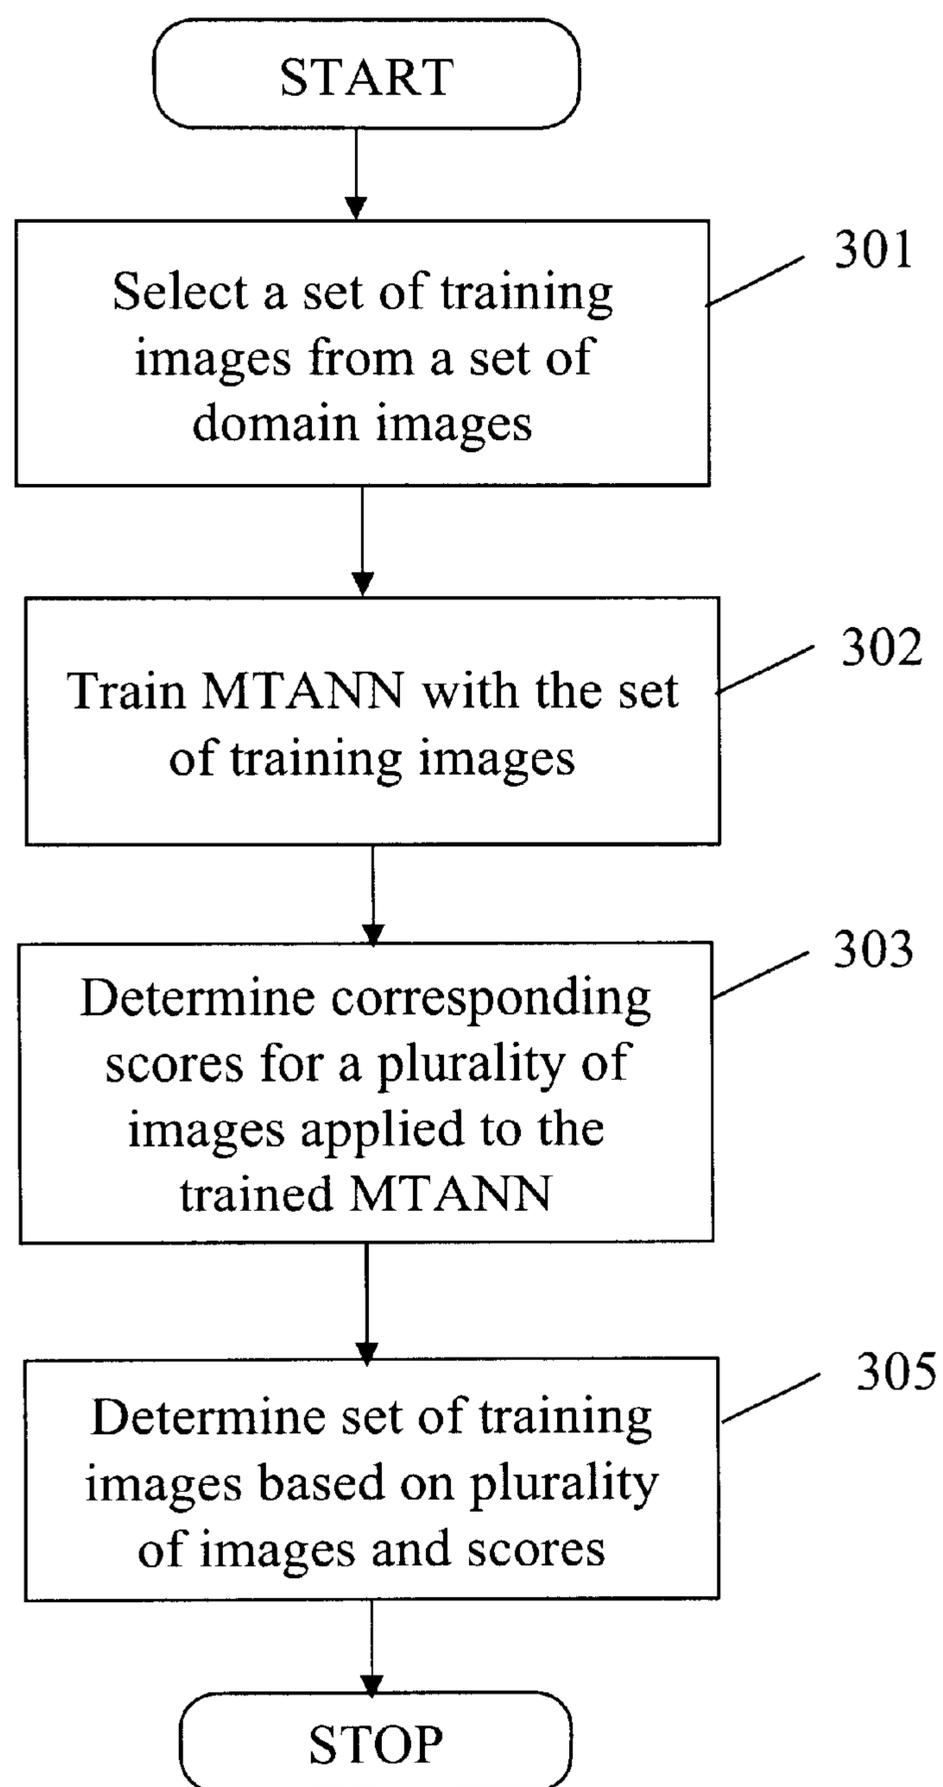 START
301
Select a set of training
images from a set of
domain images
302
Train MTANN with the set
of training images
303
Determine corresponding
scores for a plurality of
images applied to the
trained MTANN
305
Determine set of training
images based on plurality
of images and scores
STOP